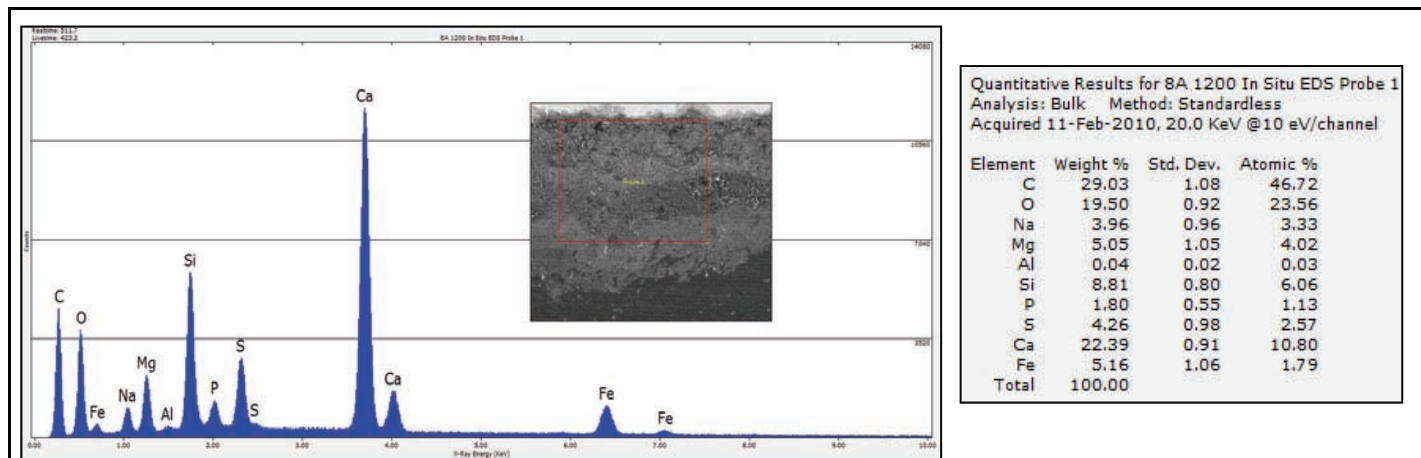 Realtime: 511.7
Livetime: 423.2
8A 1200 In Situ EDS Probe 1
14080
Ca
10560
Si
7040
C
O
3520
Mg
S
Ca
Na
P
Fe
Al
S
Fe
Fe
Counts
0.00 1.00 2.00 3.00 4.00 5.00 6.00 7.00 8.00 9.00 10.00
X-Ray Energy [KeV]
Quantitative Results for 8A 1200 In Situ EDS Probe 1
Analysis: Bulk Method: Standardless
Acquired 11-Feb-2010, 20.0 KeV @10 eV/channel
Element Weight % Std. Dev. Atomic %
C 29.03 1.08 46.72
O 19.50 0.92 23.56
Na 3.96 0.96 3.33
Mg 5.05 1.05 4.02
Al 0.04 0.02 0.03
Si 8.81 0.80 6.06
P 1.80 0.55 1.13
S 4.26 0.98 2.57
Ca 22.39 0.91 10.80
Fe 5.16 1.06 1.79
Total 100.00